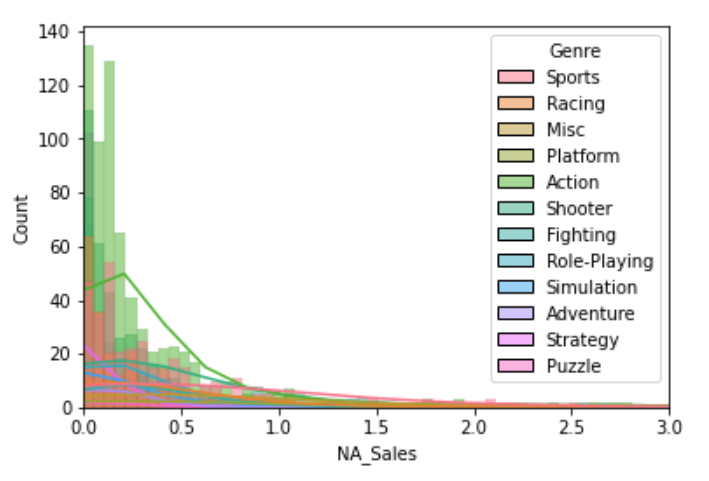 140
120
100
80
60
40
20
0
Count
0.0 0.5 1.0 1.5 2.0 2.5 3.0
NA_Sales
Genre
Sports
Racing
Misc
Platform
Action
Shooter
Fighting
Role-Playing
Simulation
Adventure
Strategy
Puzzle